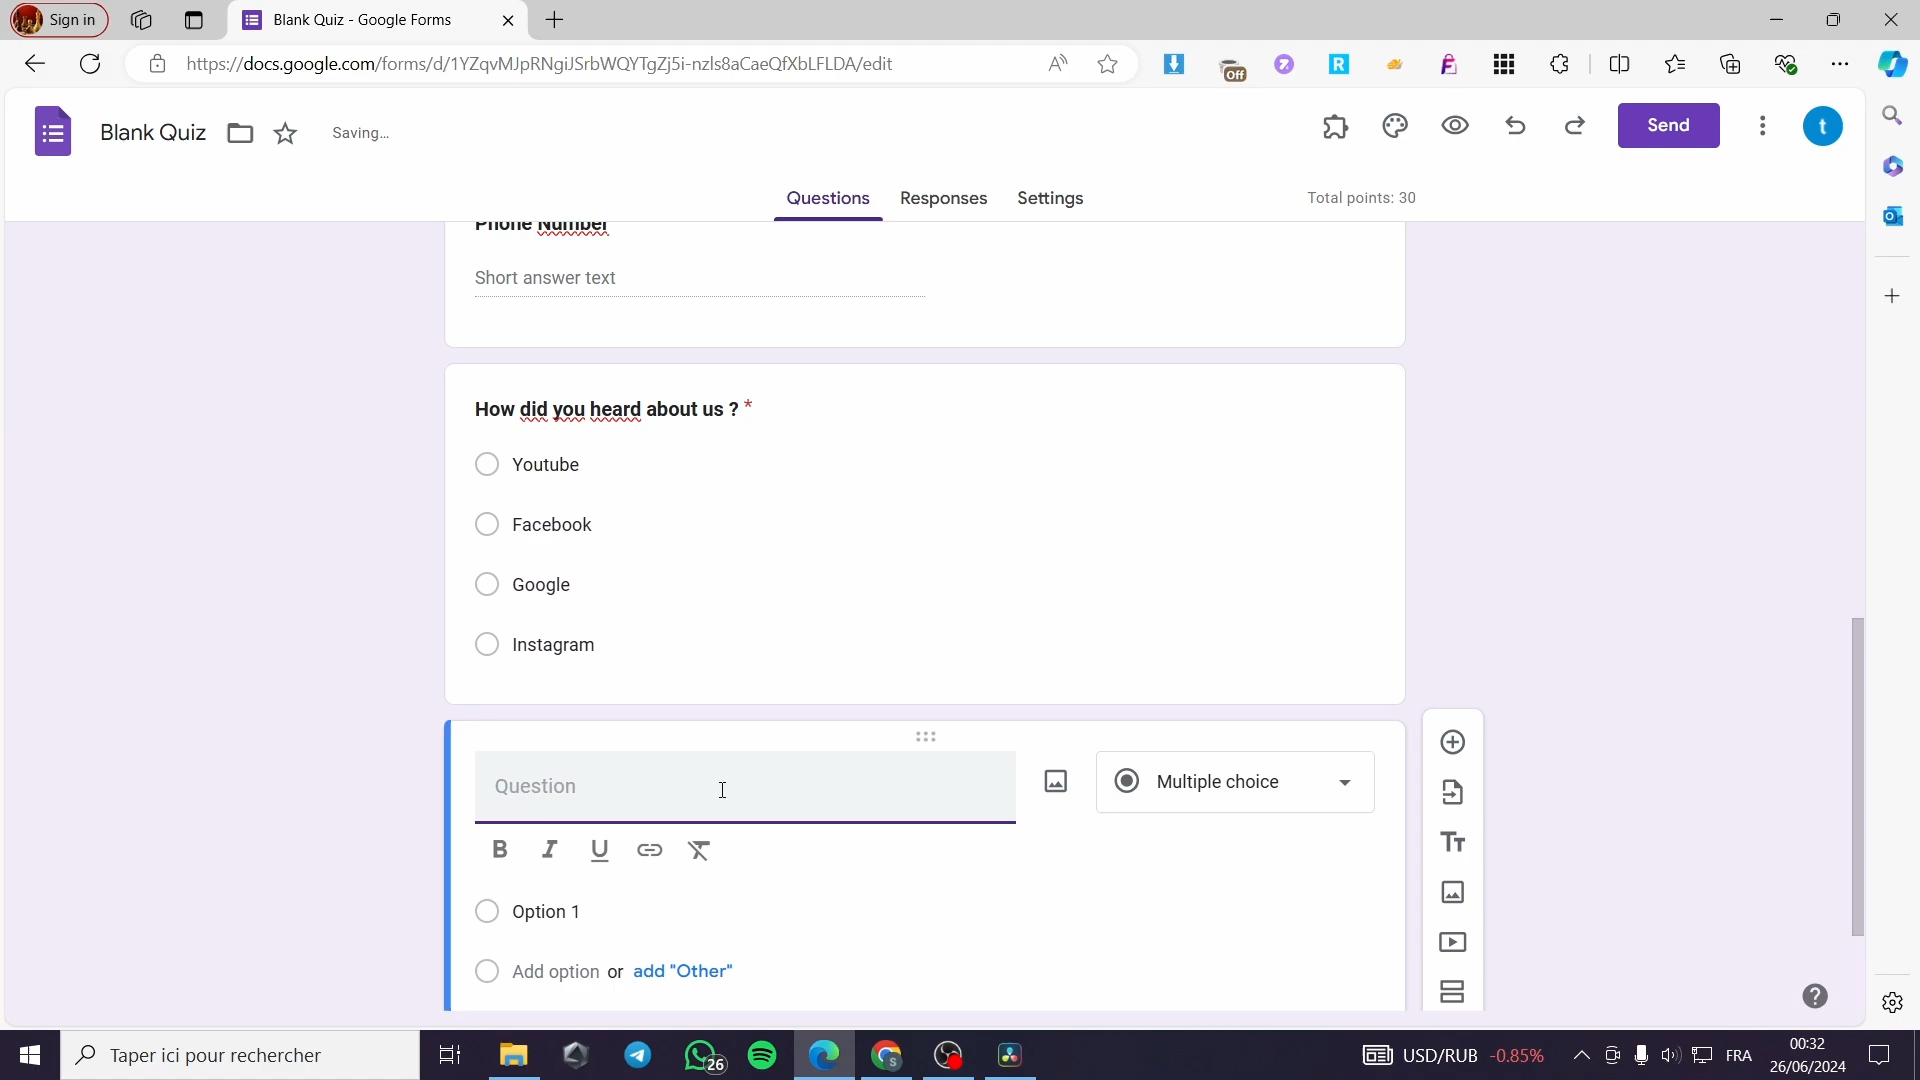 Sign in
Blank Quiz - Google Forms
https://docs.google.com/forms/d/1YZqvMJpRNgiJSrbWQYTgZj5i-nzls8aCaeQfXbLFLDA/edit
Off
Blank Quiz
Saving...
Send
t
Questions
Responses
Settings
Total points: 30
Phone Number
Short answer text
How did you heard about us ? *
Youtube
Facebook
Google
Instagram
Question
Multiple choice
Option 1
Add option or add "Other"
Taper ici pour rechercher
26
USD/RUB -0.85%
FRA
00:32
26/06/2024